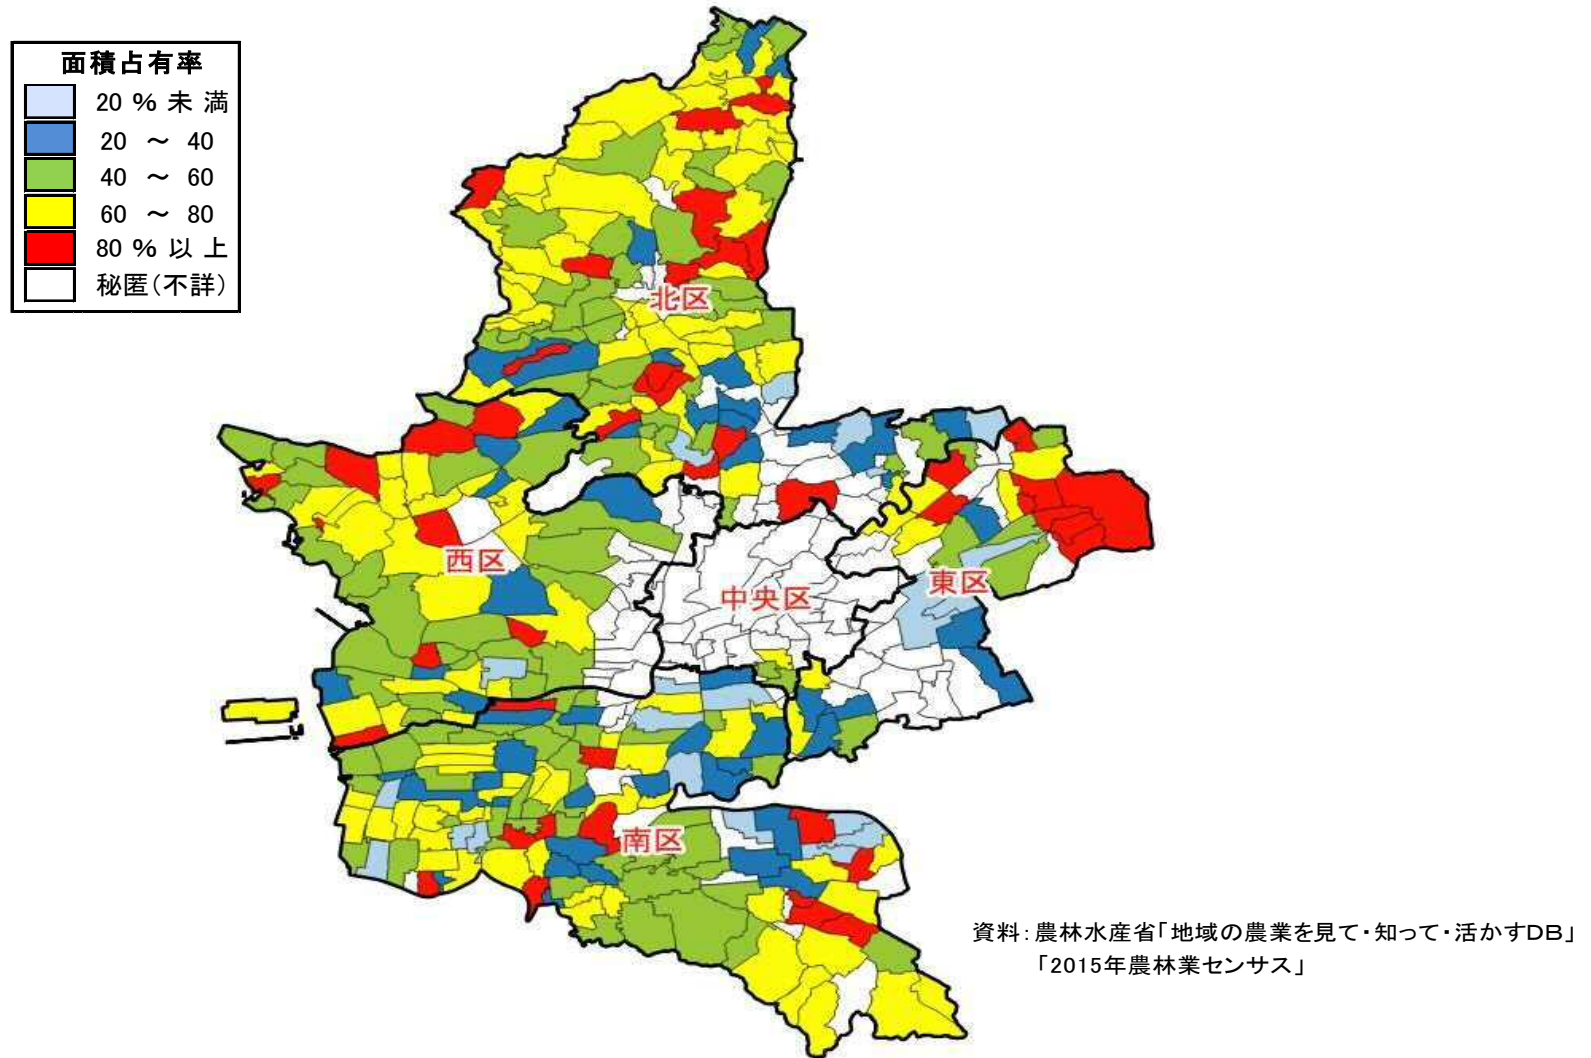 面積占有率
20 % 未 満
20 ～ 40
40 ～ 60
60 ～ 80
80 % 以 上
秘匿(不詳)
北区
西区
中央区
東区
南区
資料:農林水産省「地域の農業を見て・知って・活かすDB」
「2015年農林業センサス」